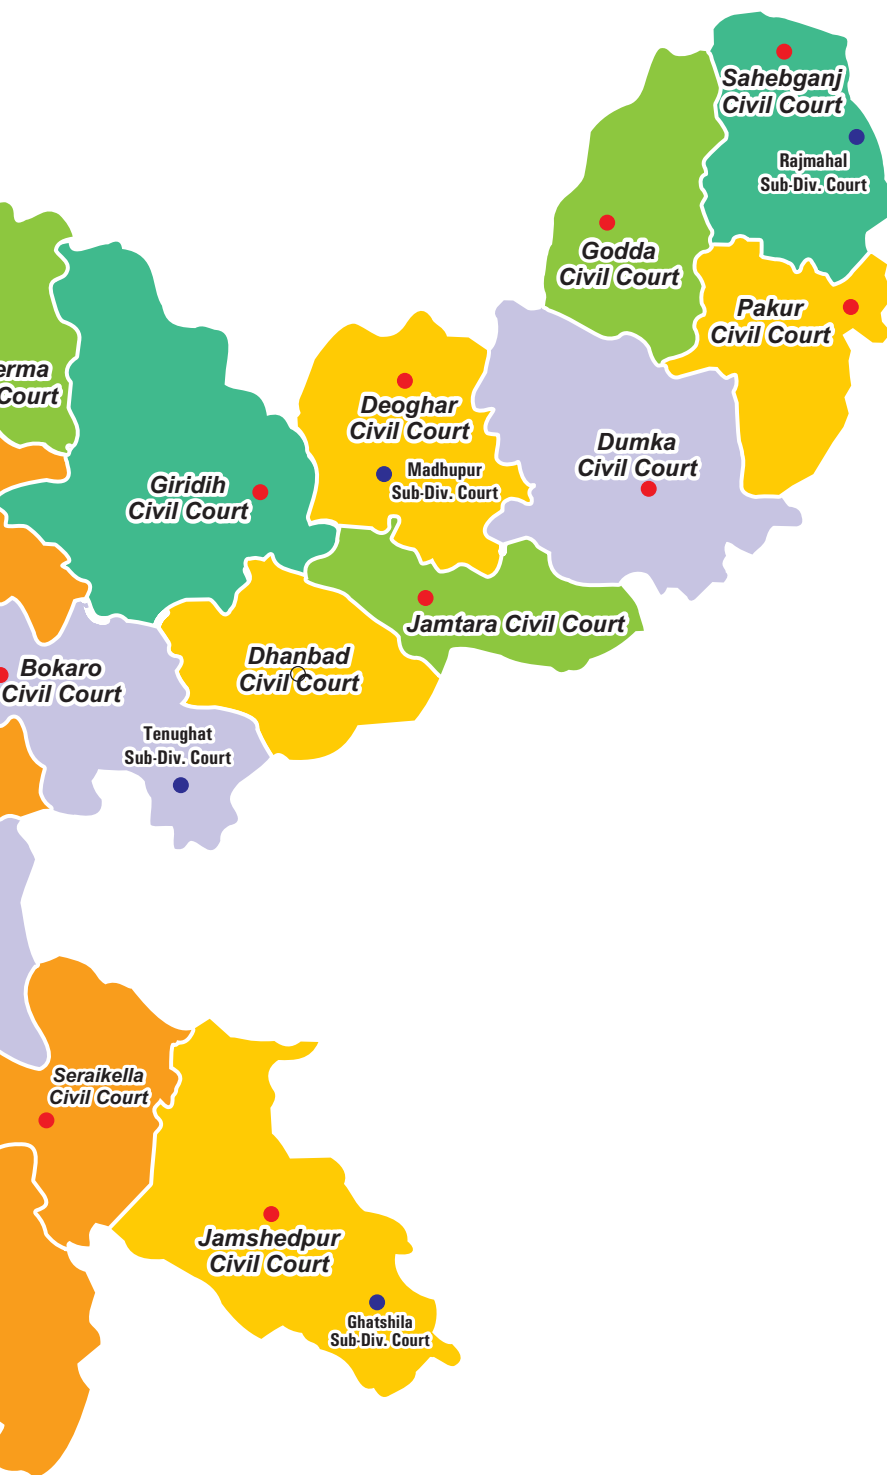 Sahebganj
Civil Court
Rajmahal
Sub-Div. Court
Godda
Civil Court
Pakur
Civil Court
erma
Court
Deoghar
Civil Court
Madhupur
Sub-Div. Court
Dumka
Civil Court
Giridih
Civil Court
Jamtara Civil Court
Dhanbad
Civil Court
Bokaro
Civil Court
Tenughat
Sub-Div. Court
Seraikella
Civil Court
Jamshedpur
Civil Court
Ghatshila
Sub-Div. Court